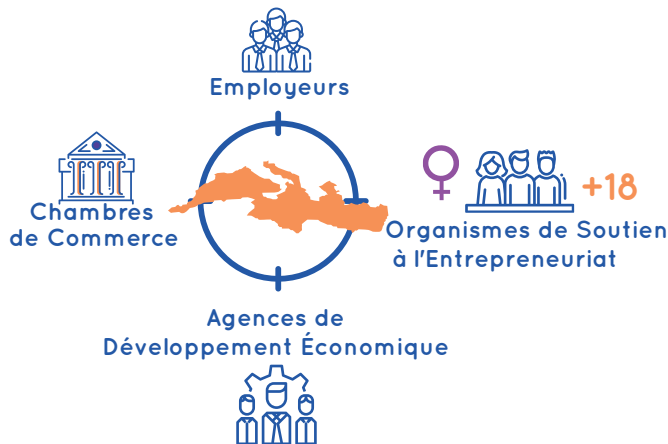 Employeurs
Chambres
de Commerce
+18
Organismes de Soutien
à l'Entrepreneuriat
Agences de
Développement Économique